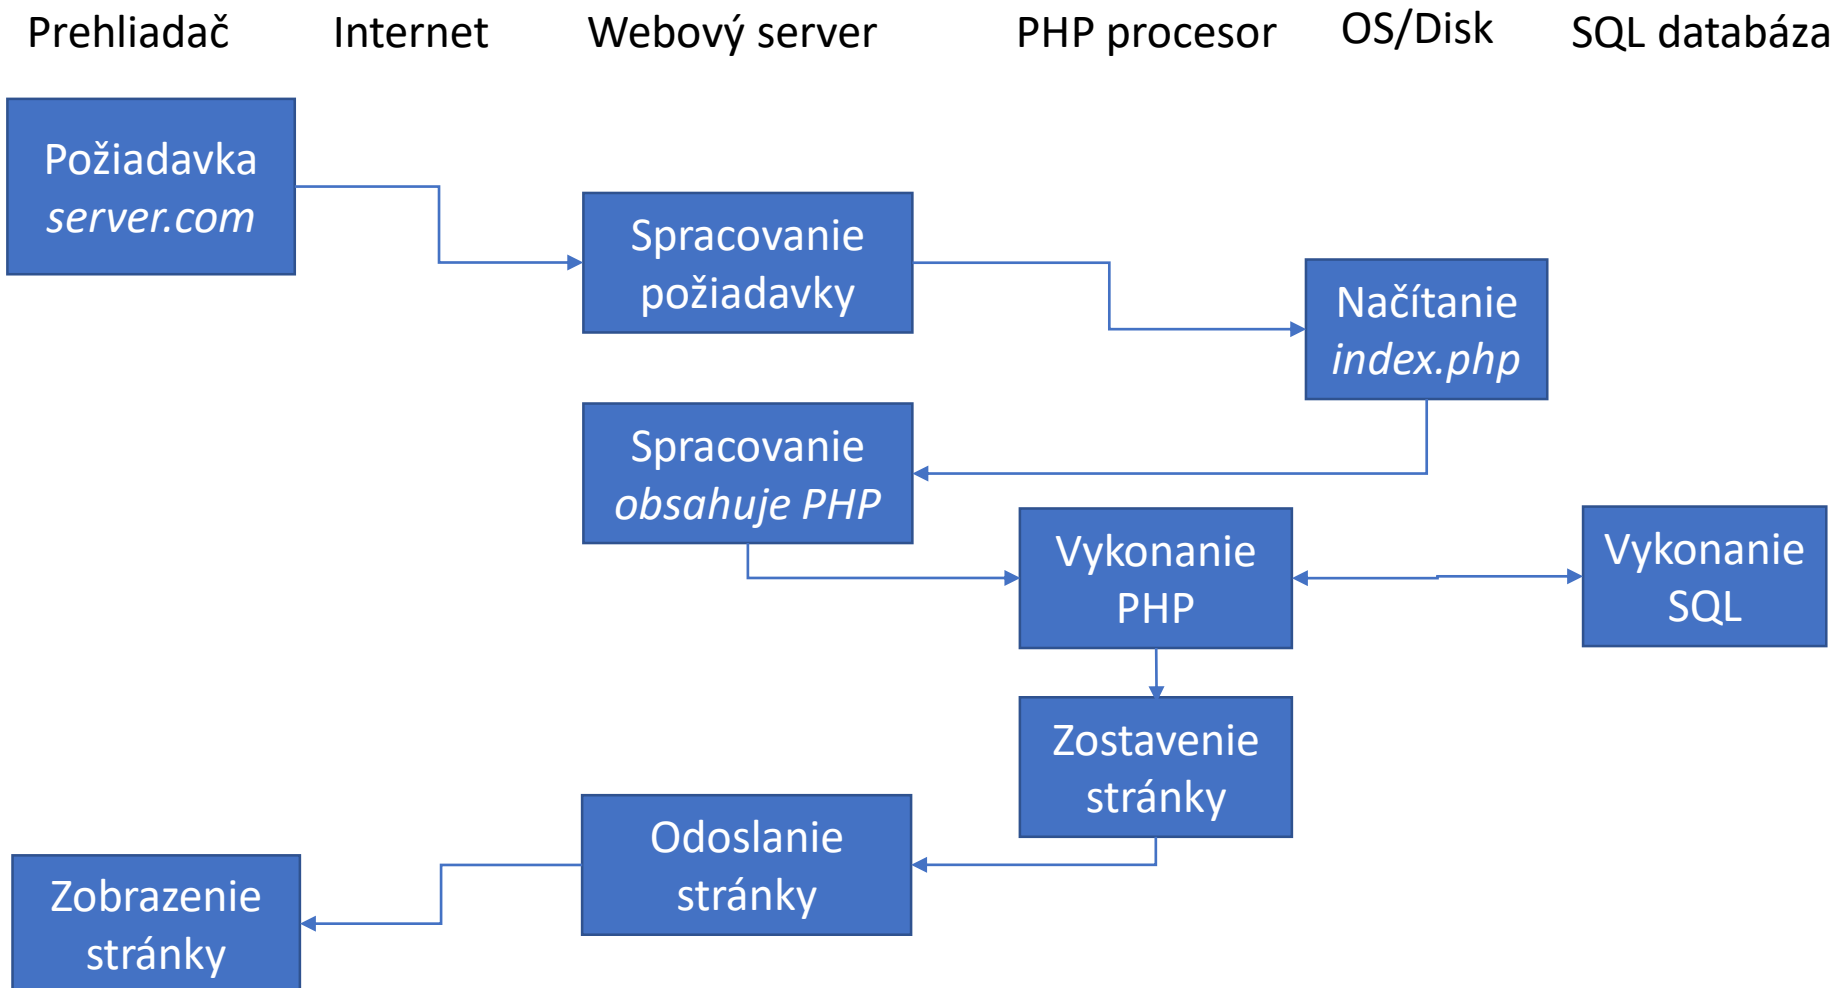 Prehliadač
Internet
Webový server
PHP procesor
OS/Disk
SQL databáza
Požiadavka
server.com
Spracovanie
požiadavky
Načítanie
index.php
Spracovanie
obsahuje PHP
Vykonanie
PHP
Vykonanie
SQL
Zostavenie
stránky
Odoslanie
stránky
Zobrazenie
stránky